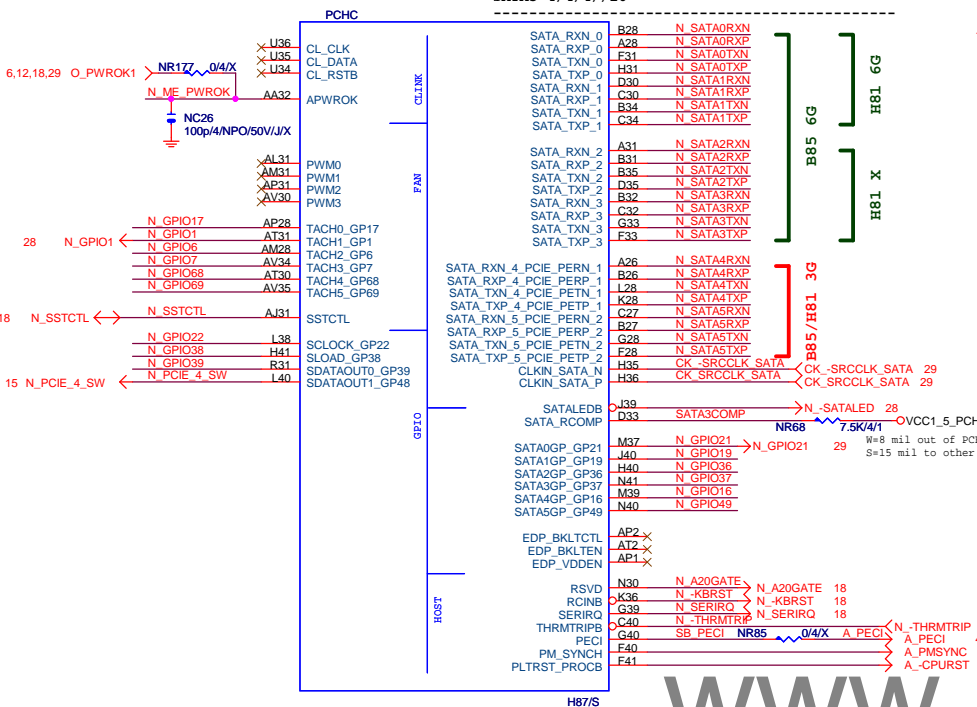 PCHC
6,12,18,29 O_PWROK1
NR177 0/4/X
N_ME_PWROK
NC26
100p/4/NPO/50V/J/X
U36 CL_CLK
U35 CL_DATA
U34 CL_RSTB
AA32 APWROK
CLINK
AL31 PWM0
AM31 PWM1
AP31 PWM2
AV30 PWM3
FAN
N_GPIO17 AP28 TACH0_GP17
28 N_GPIO1 N_GPIO1 AT31 TACH1_GP1
N_GPIO6 AM28 TACH2_GP6
N_GPIO7 AV34 TACH3_GP7
N_GPIO68 AT30 TACH4_GP68
N_GPIO69 AV35 TACH5_GP69
18 N_SSTCTL N_SSTCTL AJ31 SSTCTL
N_GPIO22 L38 SCLOCK_GP22
N_GPIO38 H41 SLOAD_GP38
N_GPIO39 R31 SDATAOUT0_GP39
15 N_PCIE_4_SW N_PCIE_4_SW L40 SDATAOUT1_GP48
GPIO
HOST
SATA_RXN_0 B28 N_SATA0RXN
SATA_RXP_0 A28 N_SATA0RXP
SATA_TXN_0 F31 N_SATA0TXN
SATA_TXP_0 H31 N_SATA0TXP
SATA_RXN_1 D30 N_SATA1RXN
SATA_RXP_1 C30 N_SATA1RXP
SATA_TXN_1 B34 N_SATA1TXN
SATA_TXP_1 C34 N_SATA1TXP
SATA_RXN_2 A31 N_SATA2RXN
SATA_RXP_2 B31 N_SATA2RXP
SATA_TXN_2 B35 N_SATA2TXN
SATA_TXP_2 D35 N_SATA2TXP
SATA_RXN_3 B32 N_SATA3RXN
SATA_RXP_3 C32 N_SATA3RXP
SATA_TXN_3 G33 N_SATA3TXN
SATA_TXP_3 F33 N_SATA3TXP
B85 6G
H81 6G
H81 X
SATA_RXN_4_PCIE_PERN_1 A26 N_SATA4RXN
SATA_RXP_4_PCIE_PERP_1 B26 N_SATA4RXP
SATA_TXN_4_PCIE_PETN_1 L28 N_SATA4TXN
SATA_TXP_4_PCIE_PETP_1 K28 N_SATA4TXP
SATA_RXN_5_PCIE_PERN_2 C27 N_SATA5RXN
SATA_RXP_5_PCIE_PERP_2 B27 N_SATA5RXP
SATA_TXN_5_PCIE_PETN_2 G28 N_SATA5TXN
SATA_TXP_5_PCIE_PETP_2 F28 N_SATA5TXP
B85/H81 3G
CLKIN_SATA_N H35 CK_-SRCCLK_SATA CK_-SRCCLK_SATA 29
CLKIN_SATA_P H36 CK_SRCCLK_SATA CK_SRCCLK_SATA 29
SATALEDB J39 N_-SATALED 28
SATA_RCOMP D33 SATA3COMP NR68 7.5K/4/1 VCC1_5_PCH
W=8 mil out of PCH
S=15 mil to other
SATA0GP_GP21 M37 N_GPIO21 N_GPIO21 29
SATA1GP_GP19 J40 N_GPIO19
SATA2GP_GP36 H40 N_GPIO36
SATA3GP_GP37 N41 N_GPIO37
SATA4GP_GP16 M39 N_GPIO16
SATA5GP_GP49 N40 N_GPIO49
EDP_BKLTCTL AP2
EDP_BKLTEN AT2
EDP_VDDEN AP1
RSVD N30 N_A20GATE N_A20GATE 18
RCINB K36 N_-KBRST N_-KBRST 18
SERIRQ G39 N_SERIRQ N_SERIRQ 18
THRMTRIPB C40 N_-THRMTRIP N_-THRMTRIP
PECI G40 SB_PECI NR85 0/4/X A_PECI A_PECI
PM_SYNCH F40 A_PMSYNC
PLTRST_PROCB F41 A_-CPURST
H87/S
WWW